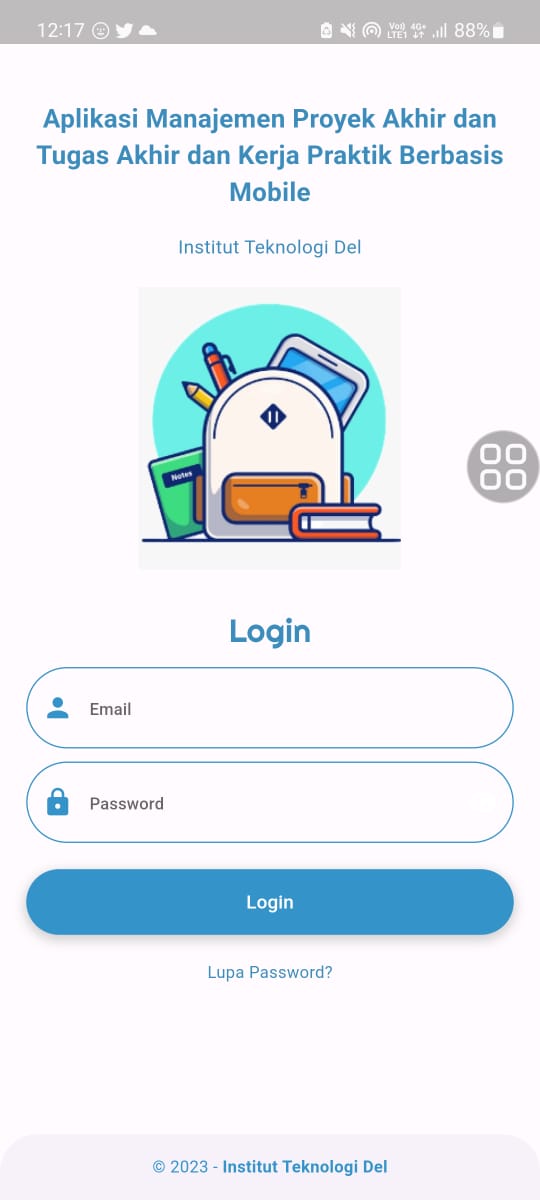 12:17
VoI) 4G+
LTE1
88%
Aplikasi Manajemen Proyek Akhir dan
Tugas Akhir dan Kerja Praktik Berbasis
Mobile
Institut Teknologi Del
Notes
Login
Email
Password
Login
Lupa Password?
© 2023 - Institut Teknologi Del